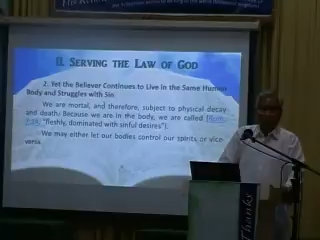 II. SERVING THE LAW OF GOD
2. Yet the Believer Continues to Live in the Same Human
Body and Struggles with Sin.
We are mortal, and therefore, subject to physical decay
and death. Because we are in the body, we are called
"fleshly, dominated with sinful desires").
We may either let our bodies control our spirits or vice-
versa.
Thanks